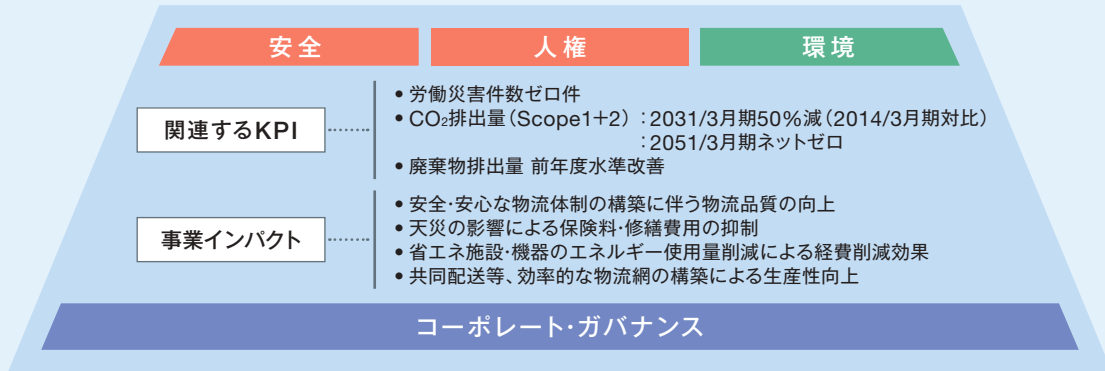 安全
人権
環境
関連するKPI
• 労働災害件数ゼロ件
• CO₂排出量(Scope1+2):2031/3月期50%減(2014/3月期対比)
:2051/3月期ネットゼロ
• 廃棄物排出量 前年度水準改善
事業インパクト
• 安全・安心な物流体制の構築に伴う物流品質の向上
• 天災の影響による保険料・修繕費用の抑制
• 省エネ施設・機器のエネルギー使用量削減による経費削減効果
• 共同配送等、効率的な物流網の構築による生産性向上
コーポレート・ガバナンス